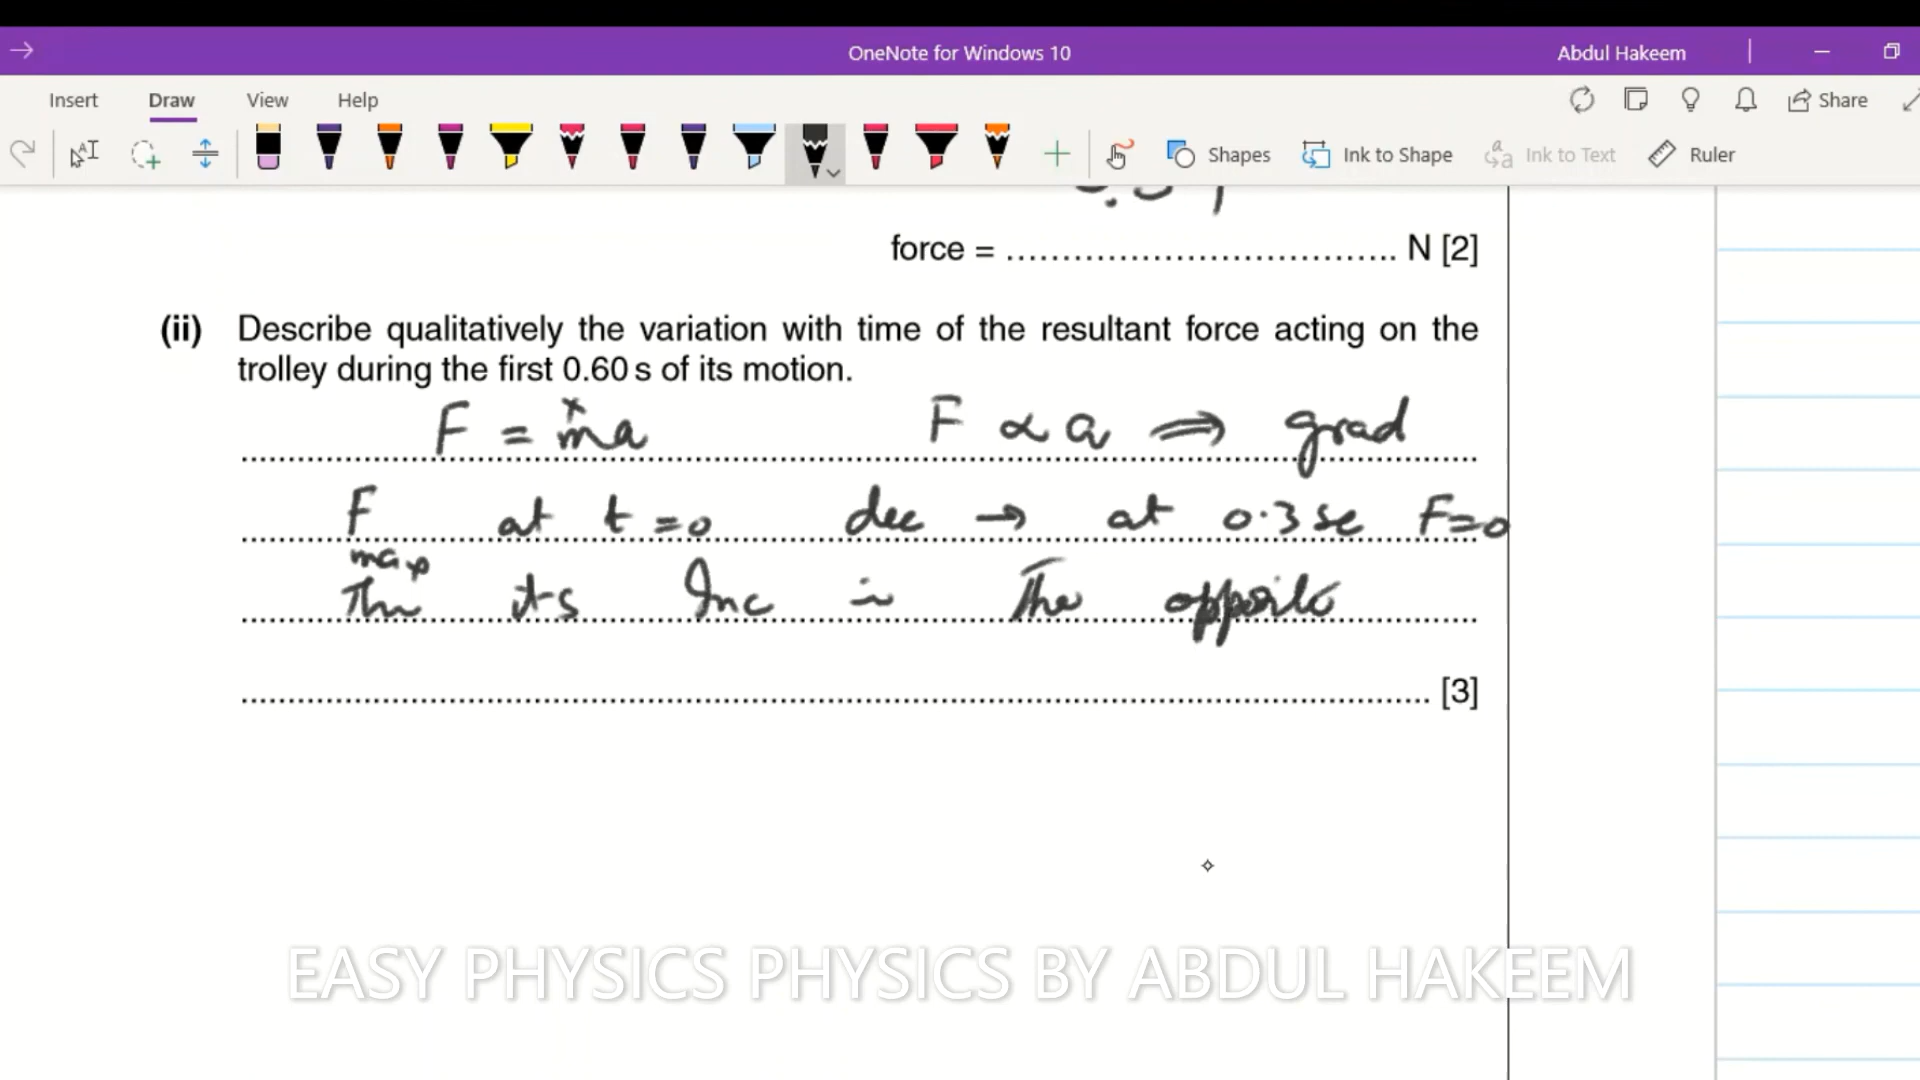 OneNote for Windows 10
Abdul Hakeem
Insert Draw View Help
Share
Shapes Ink to Shape Ink to Text Ruler
force = .................................. N [2]
(ii) Describe qualitatively the variation with time of the resultant force acting on the
trolley during the first 0.60 s of its motion.
F = ma F ∝ a ⇒ grad
F max at t = 0 dec → at 0.3 se F=0
its Inc in The
[3]
EASY PHYSICS PHYSICS BY ABDUL HAKEEM